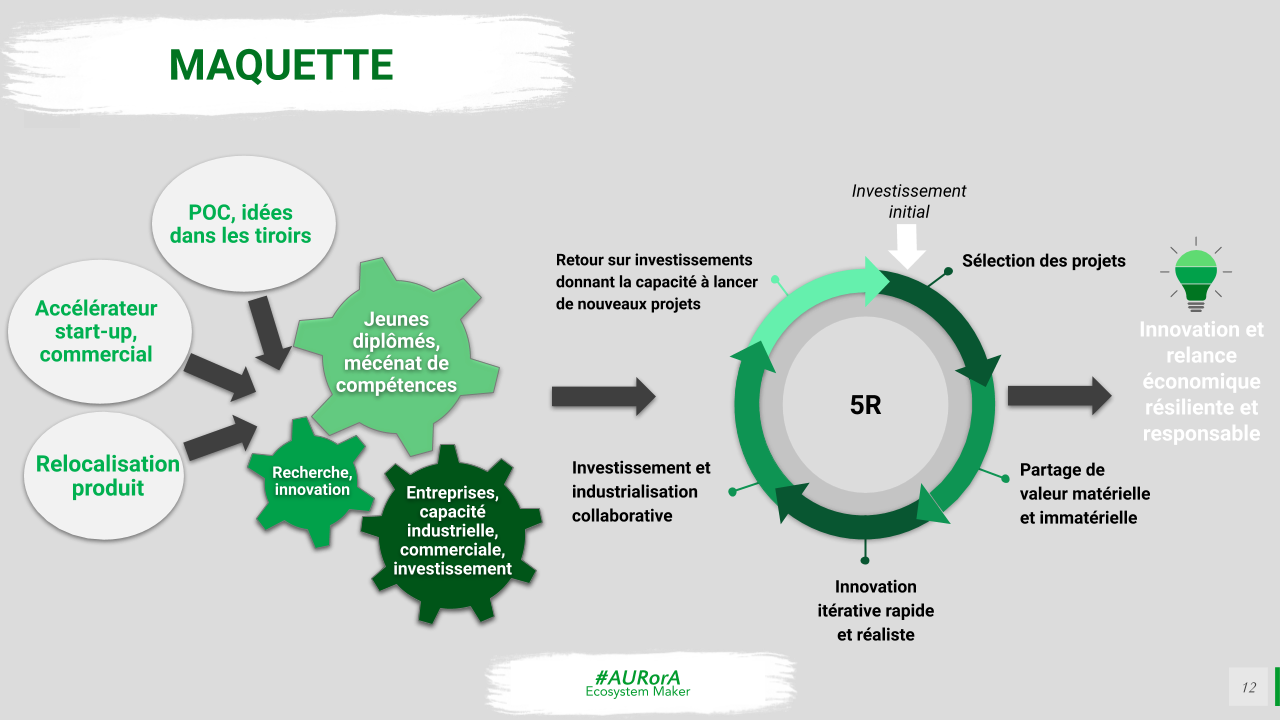 MAQUETTE
POC, idées
dans les tiroirs
Accélérateur
start-up,
commercial
Relocalisation
produit
Jeunes
diplômés,
mécénat de
compétences
Recherche,
innovation
Entreprises,
capacité
industrielle,
commerciale,
investissement
Investissement
initial
Retour sur investissements
donnant la capacité à lancer
de nouveaux projets
Sélection des projets
5R
Investissement et
industrialisation
collaborative
Partage de
valeur matérielle
et immatérielle
Innovation
itérative rapide
et réaliste
Innovation et
relance
économique
résiliente et
responsable
#AURorA
Ecosystem Maker
12